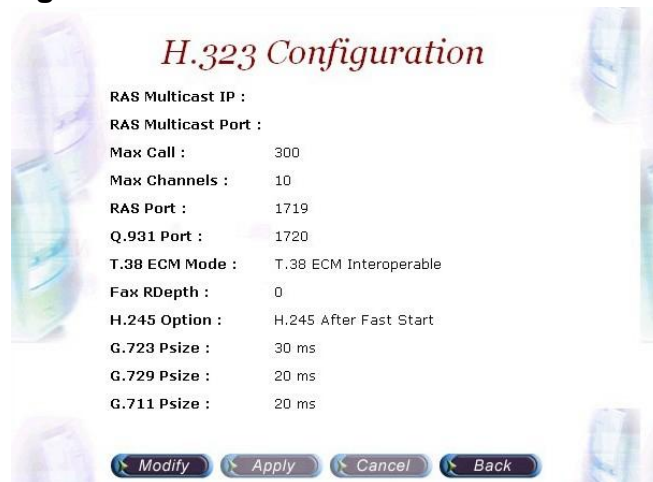 H.323 Configuration
RAS Multicast IP :
RAS Multicast Port :
Max Call : 300
Max Channels : 10
RAS Port : 1719
Q.931 Port : 1720
T.38 ECM Mode : T.38 ECM Interoperable
Fax RDepth : 0
H.245 Option : H.245 After Fast Start
G.723 Psize : 30 ms
G.729 Psize : 20 ms
G.711 Psize : 20 ms
Modify Apply Cancel Back